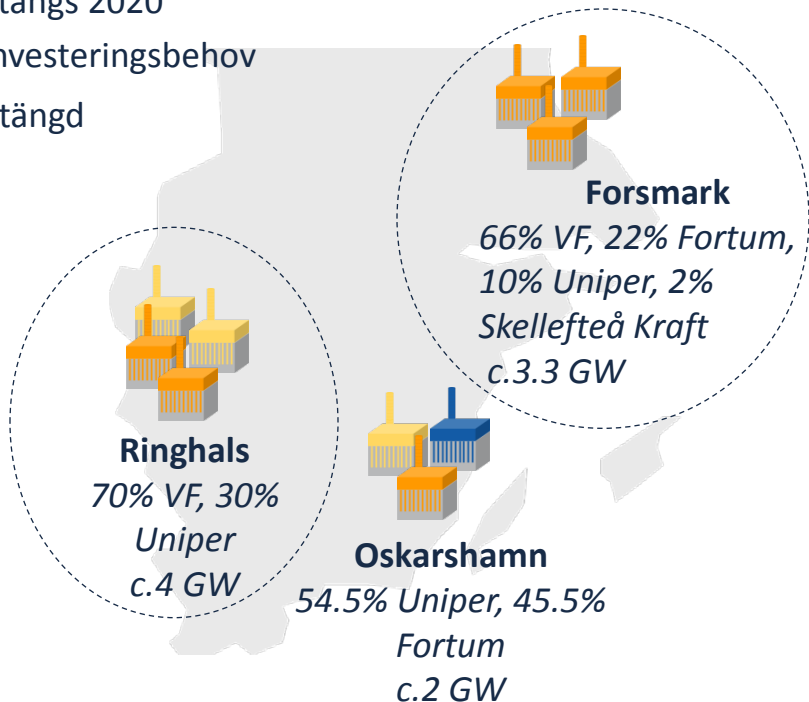 tängs 2020
nvesteringsbehov
tängd
Forsmark
66% VF, 22% Fortum,
10% Uniper, 2%
Skellefteå Kraft
c.3.3 GW
Ringhals
70% VF, 30%
Uniper
c.4 GW
Oskarshamn
54.5% Uniper, 45.5%
Fortum
c.2 GW